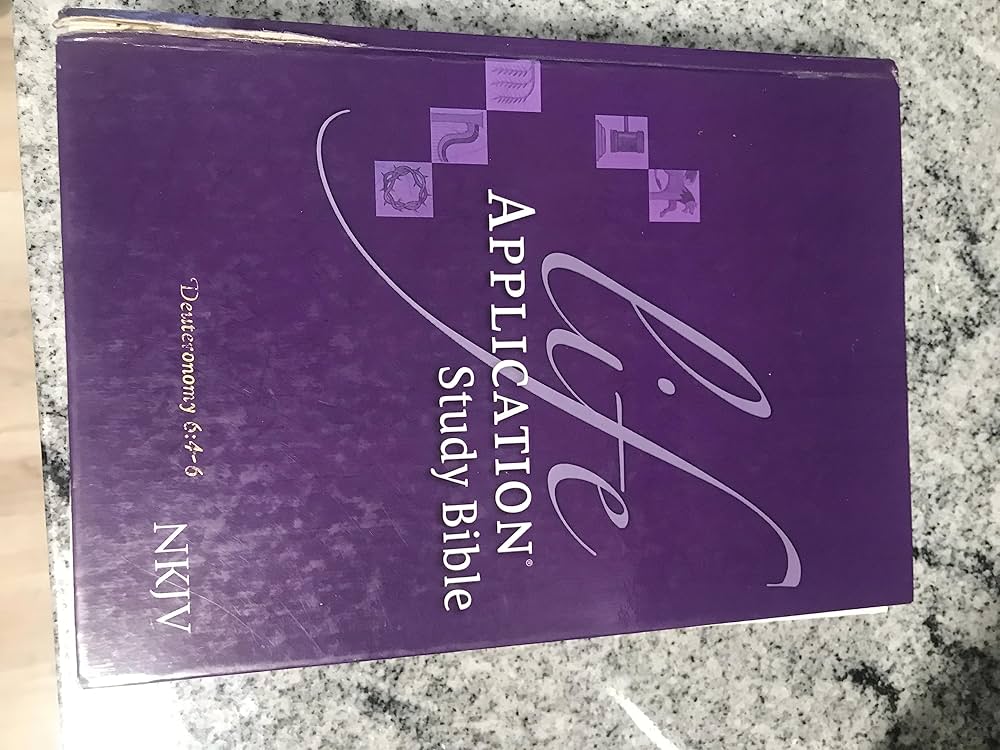 life
APPLICATION®
Study Bible
Deuteronomy 6:4-6
NKJV